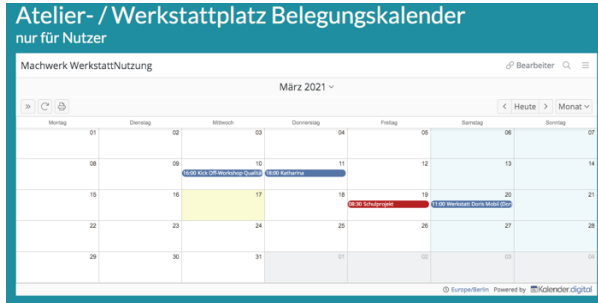 Atelier- / Werkstattplatz Belegungskalender
nur für Nutzer
Machwerk WerkstattNutzung
Bearbeiter
März 2021
Heute
Monat
Montag Dienstag Mittwoch Donnerstag Freitag Samstag Sonntag
01 02 03 04 05 06 07
08 09 10 11 12 13 14
16:00 Kick Off-Workshop Qualitä 18:00 Katharina
15 16 17 18 19 20 21
08:30 Schulprojekt 11:00 Werkstatt Doris Mobil (Dor
22 23 24 25 26 27 28
29 30 31 01 02 03 04
Europe/Berlin Powered by Kalender.digital